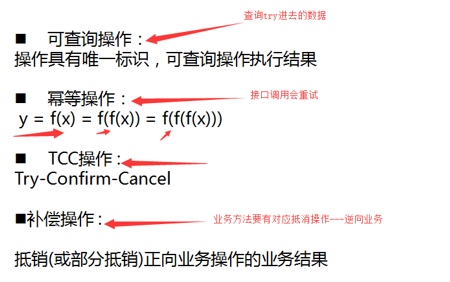 查询try进去的数据
■ 可查询操作：
操作具有唯一标识，可查询操作执行结果
■ 幂等操作：
接口调用会重试
y = f(x) = f(f(x)) = f(f(f(x)))
■ TCC操作：
Try-Confirm-Cancel
■补偿操作：
业务方法要有对应抵消操作---逆向业务
抵销(或部分抵销)正向业务操作的业务结果